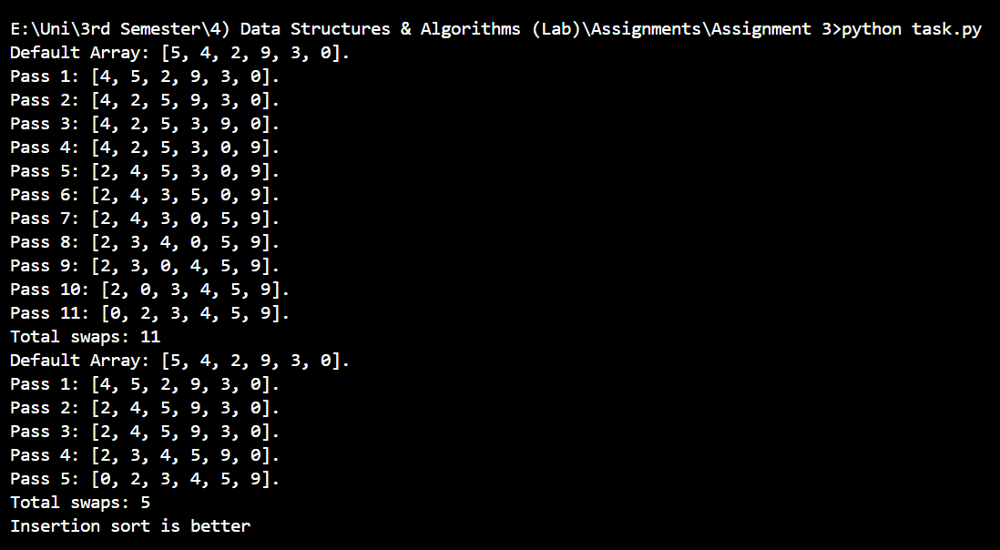 E:\Uni\3rd Semester\4) Data Structures & Algorithms (Lab)\Assignments\Assignment 3>python task.py
Default Array: [5, 4, 2, 9, 3, 0].
Pass 1: [4, 5, 2, 9, 3, 0].
Pass 2: [4, 2, 5, 9, 3, 0].
Pass 3: [4, 2, 5, 3, 9, 0].
Pass 4: [4, 2, 5, 3, 0, 9].
Pass 5: [2, 4, 5, 3, 0, 9].
Pass 6: [2, 4, 3, 5, 0, 9].
Pass 7: [2, 4, 3, 0, 5, 9].
Pass 8: [2, 3, 4, 0, 5, 9].
Pass 9: [2, 3, 0, 4, 5, 9].
Pass 10: [2, 0, 3, 4, 5, 9].
Pass 11: [0, 2, 3, 4, 5, 9].
Total swaps: 11
Default Array: [5, 4, 2, 9, 3, 0].
Pass 1: [4, 5, 2, 9, 3, 0].
Pass 2: [2, 4, 5, 9, 3, 0].
Pass 3: [2, 4, 5, 9, 3, 0].
Pass 4: [2, 3, 4, 5, 9, 0].
Pass 5: [0, 2, 3, 4, 5, 9].
Total swaps: 5
Insertion sort is better